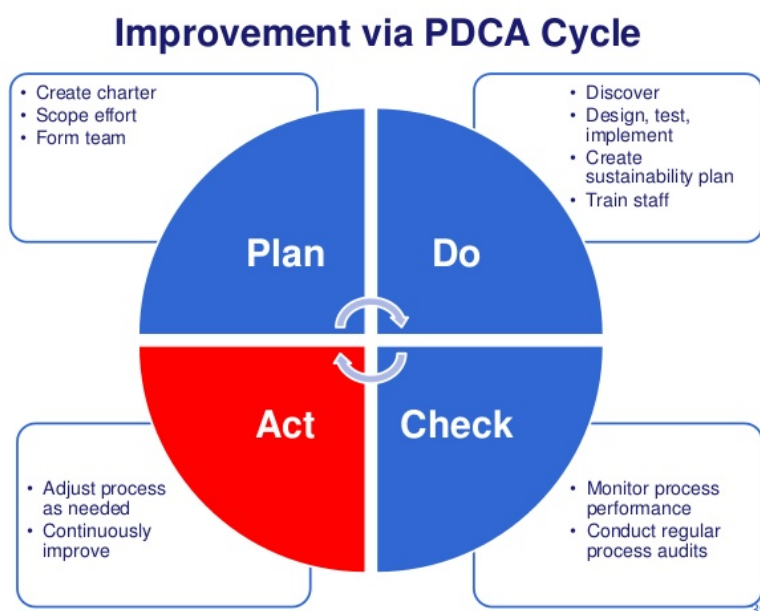 Improvement via PDCA Cycle
• Create charter
• Scope effort
• Form team
• Discover
• Design, test,
implement
• Create
sustainability plan
• Train staff
Plan
Do
Act
Check
• Adjust process
as needed
• Continuously
improve
• Monitor process
performance
• Conduct regular
process audits